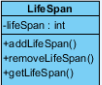 LifeSpan
-lifeSpan : int
+addLifeSpan()
+removeLifeSpan()
+getLifeSpan()